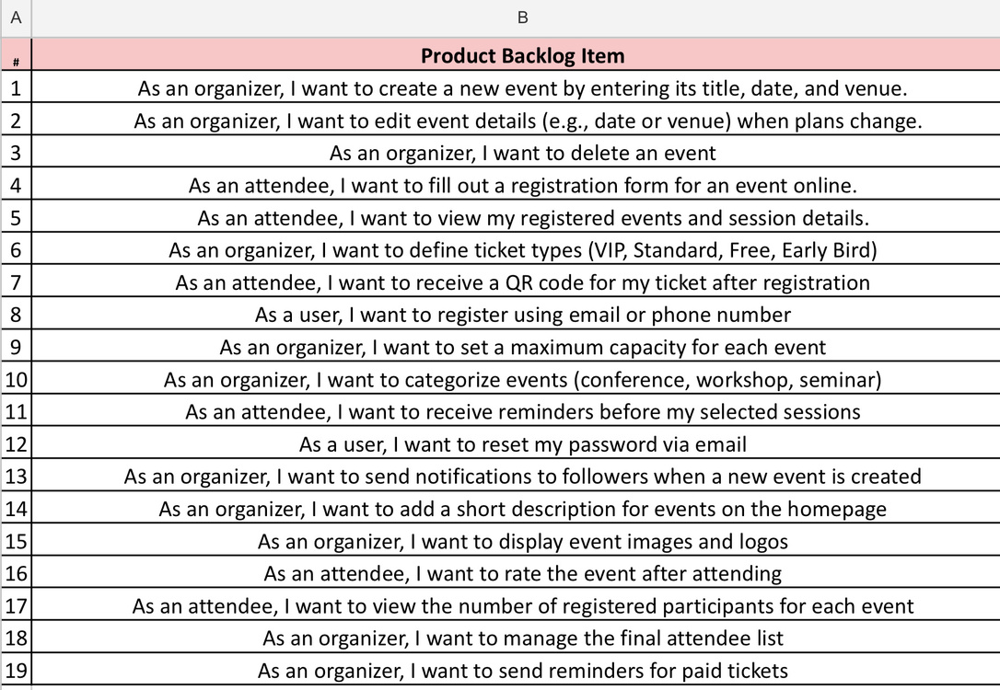 A B
# Product Backlog Item
1 As an organizer, I want to create a new event by entering its title, date, and venue.
2 As an organizer, I want to edit event details (e.g., date or venue) when plans change.
3 As an organizer, I want to delete an event
4 As an attendee, I want to fill out a registration form for an event online.
5 As an attendee, I want to view my registered events and session details.
6 As an organizer, I want to define ticket types (VIP, Standard, Free, Early Bird)
7 As an attendee, I want to receive a QR code for my ticket after registration
8 As a user, I want to register using email or phone number
9 As an organizer, I want to set a maximum capacity for each event
10 As an organizer, I want to categorize events (conference, workshop, seminar)
11 As an attendee, I want to receive reminders before my selected sessions
12 As a user, I want to reset my password via email
13 As an organizer, I want to send notifications to followers when a new event is created
14 As an organizer, I want to add a short description for events on the homepage
15 As an organizer, I want to display event images and logos
16 As an attendee, I want to rate the event after attending
17 As an attendee, I want to view the number of registered participants for each event
18 As an organizer, I want to manage the final attendee list
19 As an organizer, I want to send reminders for paid tickets